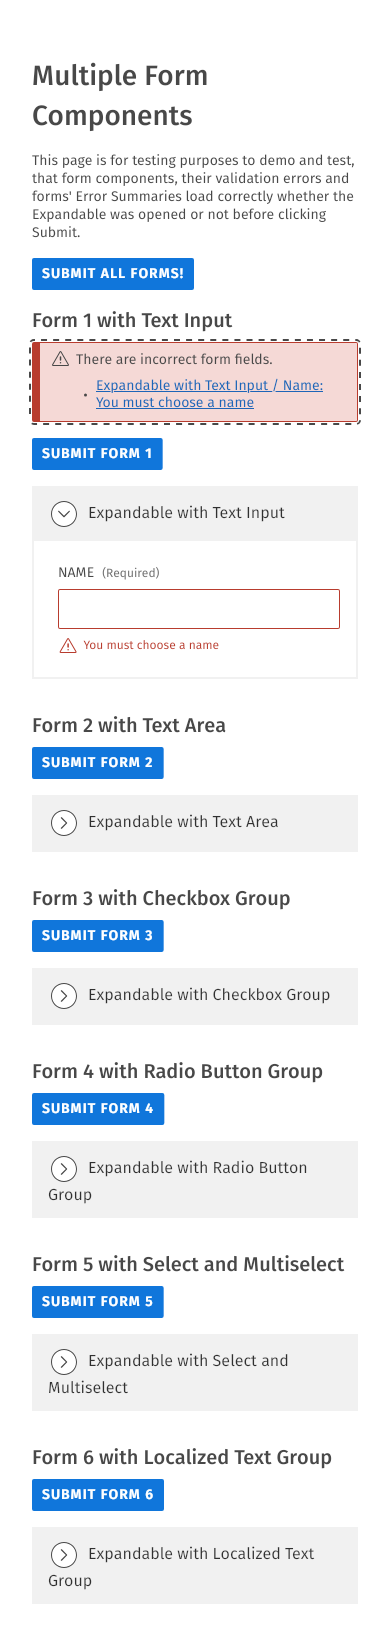 Multiple Form
Components
This page is for testing purposes to demo and test,
that form components, their validation errors and
forms' Error Summaries load correctly whether the
Expandable was opened or not before clicking
Submit.
SUBMIT ALL FORMS!
Form 1 with Text Input
There are incorrect form fields.
• Expandable with Text Input / Name:
You must choose a name
SUBMIT FORM 1
Expandable with Text Input
NAME (Required)
You must choose a name
Form 2 with Text Area
SUBMIT FORM 2
Expandable with Text Area
Form 3 with Checkbox Group
SUBMIT FORM 3
Expandable with Checkbox Group
Form 4 with Radio Button Group
SUBMIT FORM 4
Expandable with Radio Button
Group
Form 5 with Select and Multiselect
SUBMIT FORM 5
Expandable with Select and
Multiselect
Form 6 with Localized Text Group
SUBMIT FORM 6
Expandable with Localized Text
Group